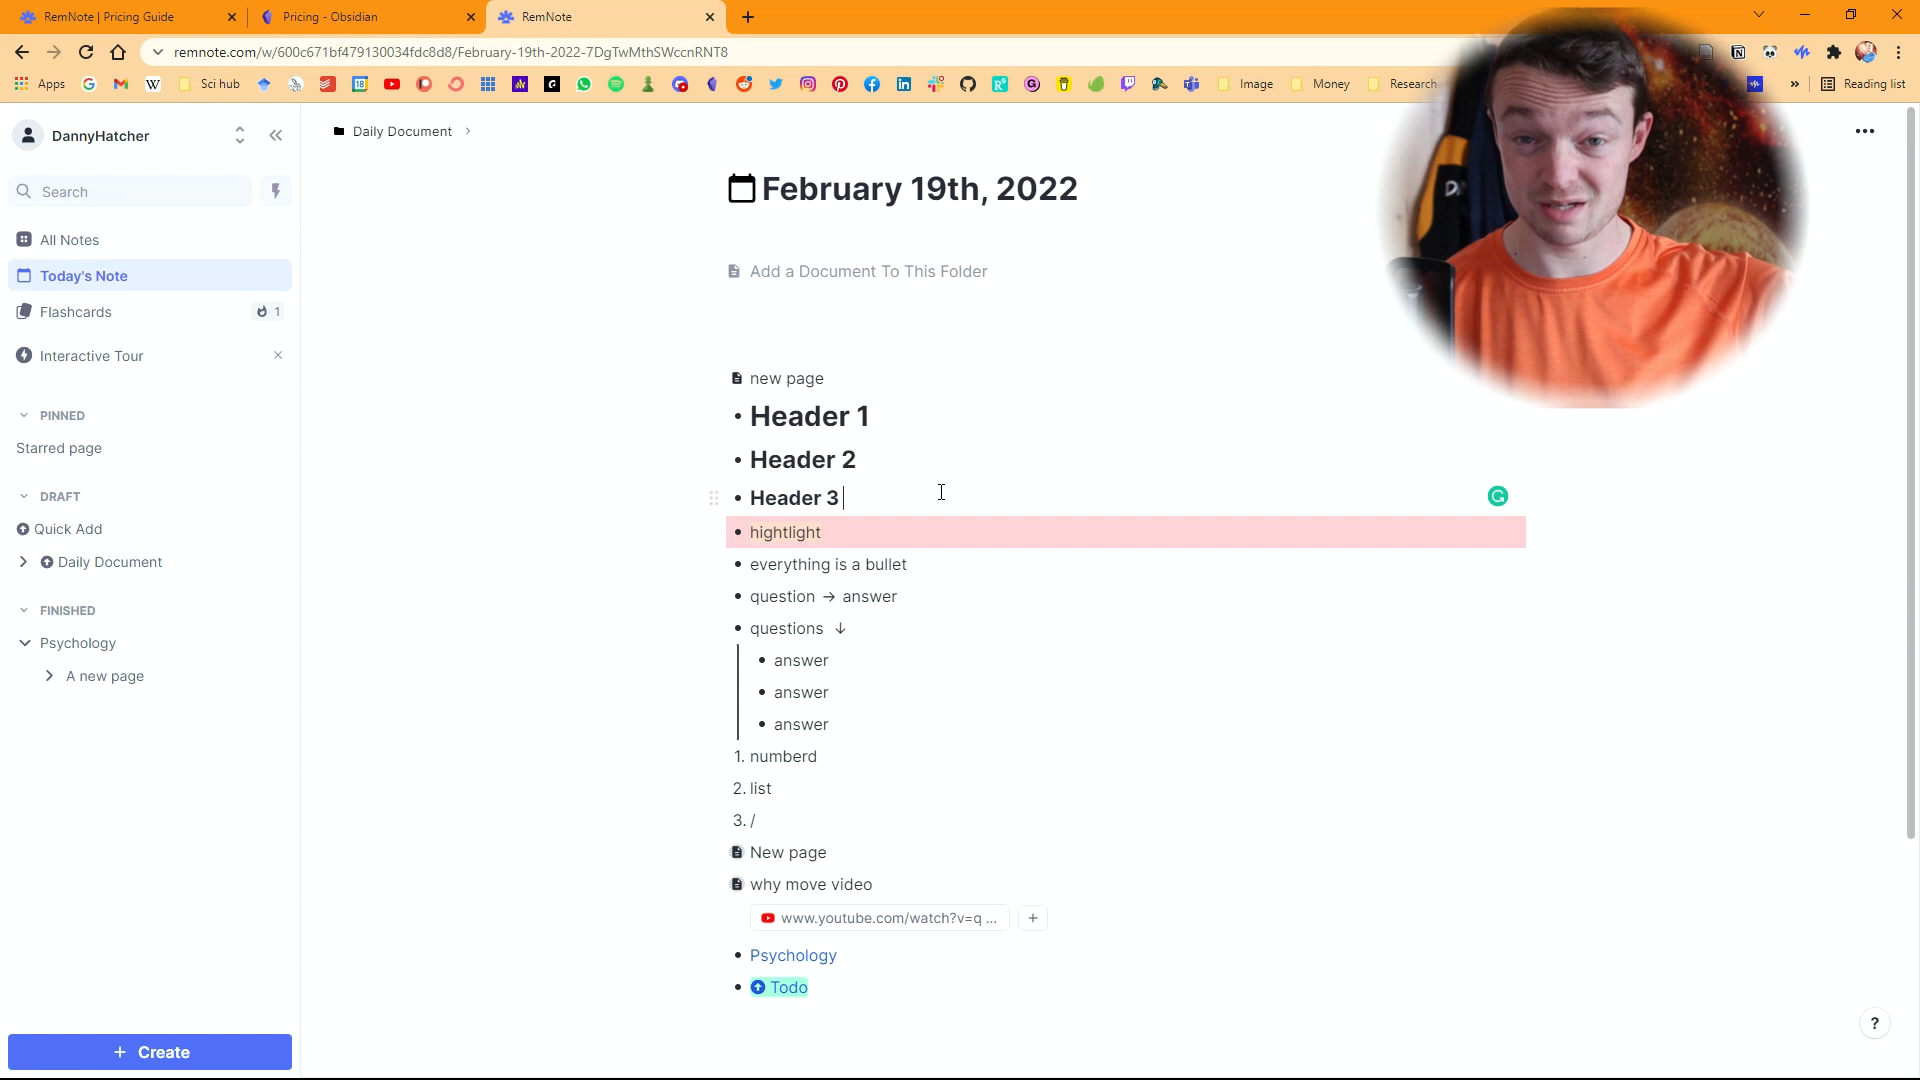 RemNote | Pricing Guide
Pricing - Obsidian
RemNote
remnote.com/w/600c671bf479130034fdc8d8/February-19th-2022-7DgTwMthSWccnRNT8
Apps
Sci hub
Image
Money
Research
Reading list
DannyHatcher
Search
All Notes
Today's Note
Flashcards
1
Interactive Tour
PINNED
Starred page
DRAFT
Quick Add
Daily Document
FINISHED
Psychology
A new page
Create
Daily Document
February 19th, 2022
Add a Document To This Folder
new page
• Header 1
• Header 2
• Header 3
• hightlight
• everything is a bullet
• question → answer
• questions ↓
• answer
• answer
• answer
1. numberd
2. list
3. /
New page
why move video
www.youtube.com/watch?v=q ...
+
• Psychology
• Todo
?